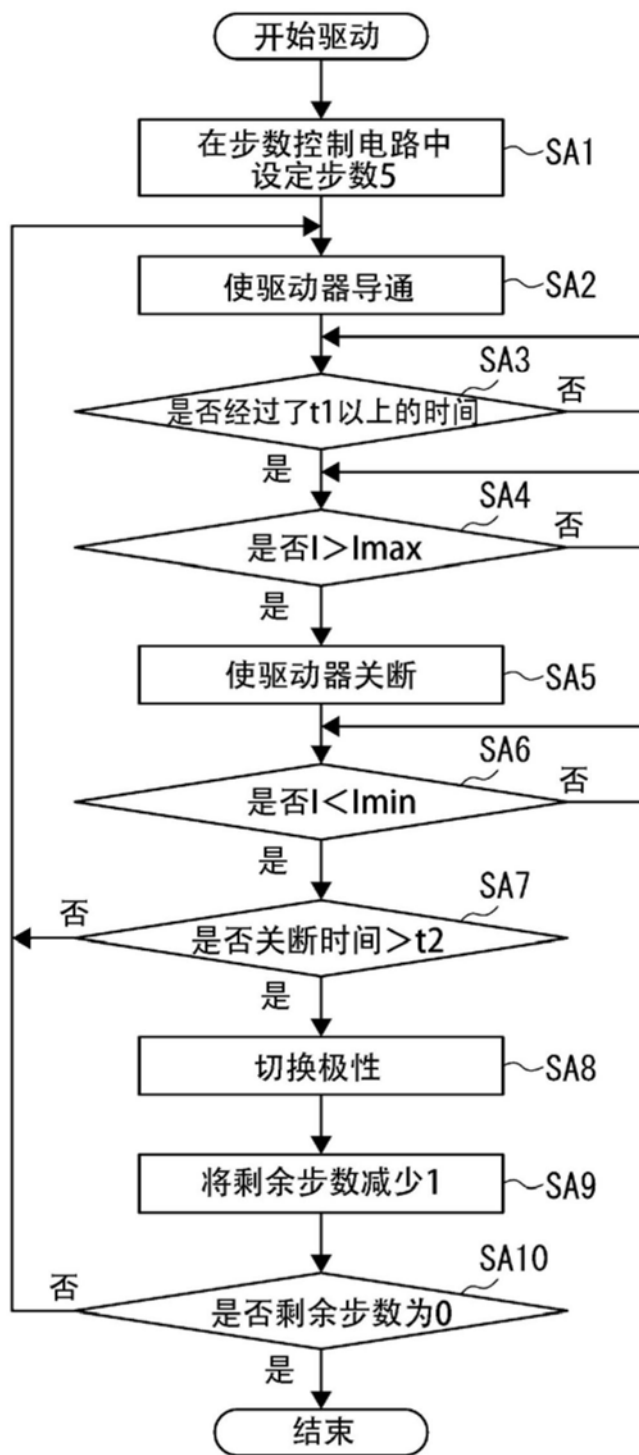 开始驱动
在步数控制电路中
设定步数5
SA1
使驱动器导通
SA2
SA3
是否经过了t1以上的时间
否
是
SA4
是否I＞Imax
否
是
使驱动器关断
SA5
SA6
是否I＜Imin
否
是
SA7
否
是否关断时间＞t2
是
切换极性
SA8
将剩余步数减少1
SA9
SA10
否
是否剩余步数为0
是
结束